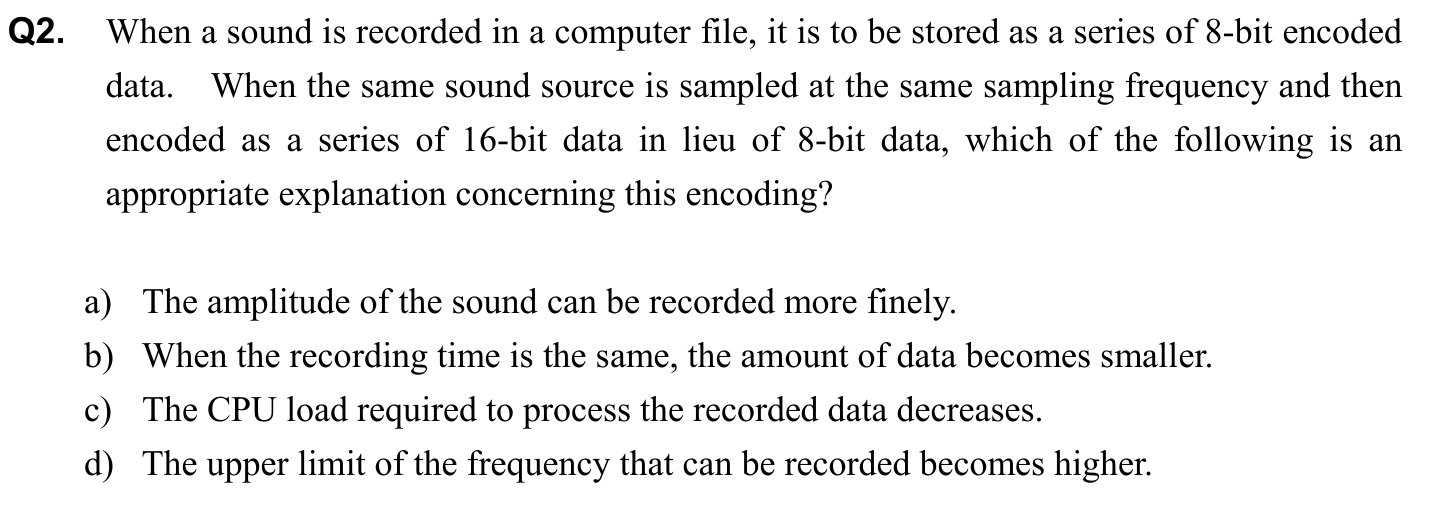 Q2. When a sound is recorded in a computer file, it is to be stored as a series of 8-bit encoded
data. When the same sound source is sampled at the same sampling frequency and then
encoded as a series of 16-bit data in lieu of 8-bit data, which of the following is an
appropriate explanation concerning this encoding?
a) The amplitude of the sound can be recorded more finely.
b) When the recording time is the same, the amount of data becomes smaller.
c) The CPU load required to process the recorded data decreases.
d) The upper limit of the frequency that can be recorded becomes higher.